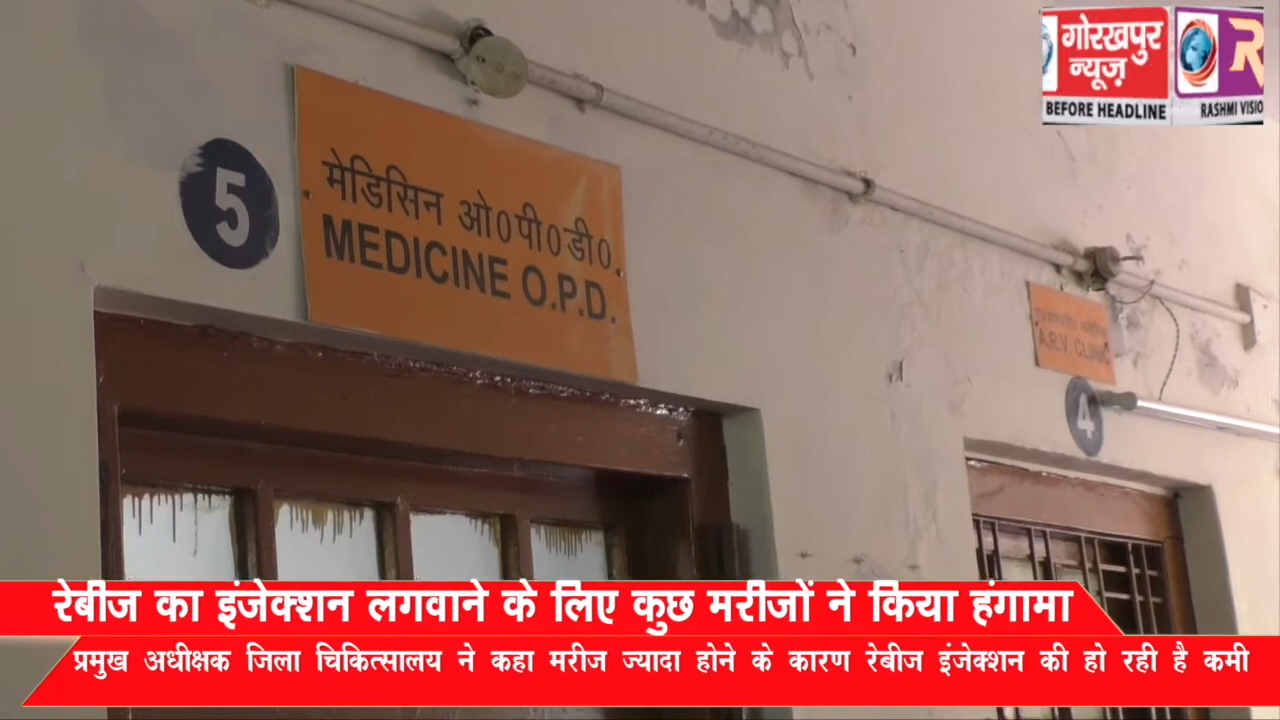 गोरखपुर
न्यूज़
BEFORE HEADLINE
R
RASHMI VISIO
5
मेडिसिन ओ0पी0डी0.
MEDICINE O.P.D.
A.R.V. CLINIC
4
रेबीज का इंजेक्शन लगवाने के लिए कुछ मरीजों ने किया हंगामा
प्रमुख अधीक्षक जिला चिकित्सालय ने कहा मरीज ज्यादा होने के कारण रेबीज इंजेक्शन की हो रही है कमी